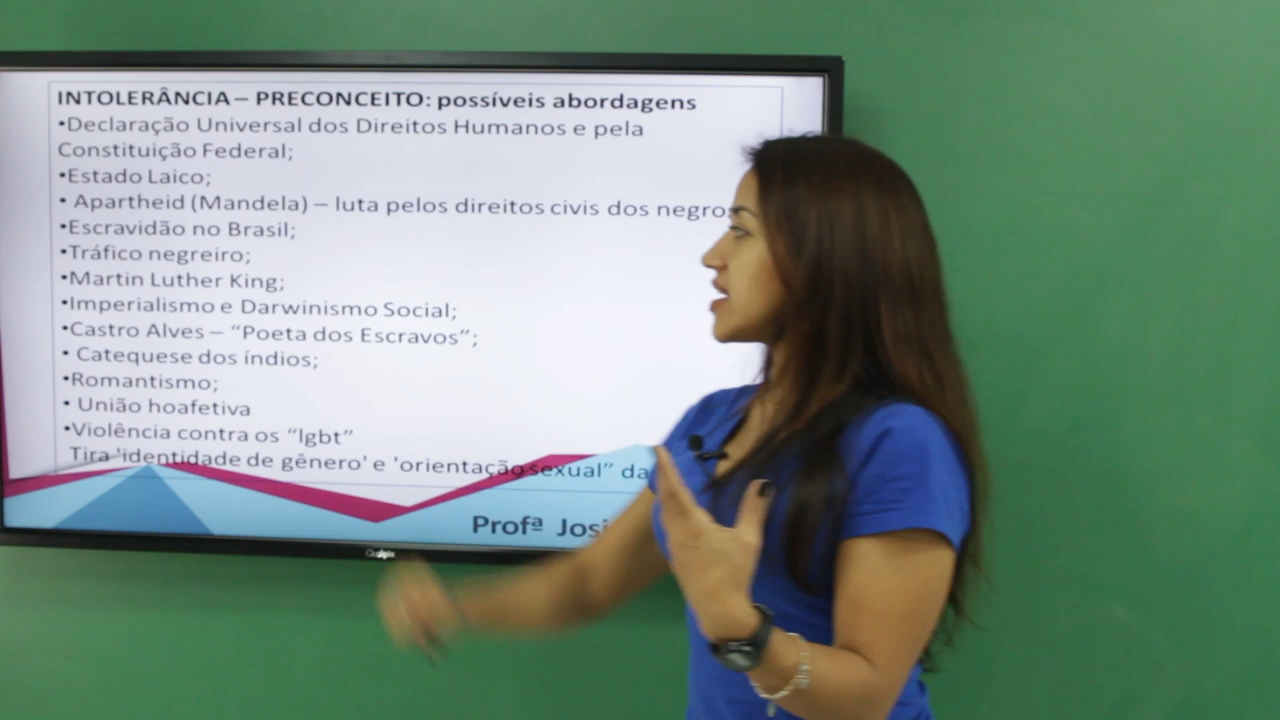 INTOLERÂNCIA – PRECONCEITO: possíveis abordagens
•Declaração Universal dos Direitos Humanos e pela
Constituição Federal;
•Estado Laico;
• Apartheid (Mandela) – luta pelos direitos civis dos negros
•Escravidão no Brasil;
•Tráfico negreiro;
•Martin Luther King;
•Imperialismo e Darwinismo Social;
•Castro Alves – “Poeta dos Escravos”;
• Catequese dos índios;
•Romantismo;
• União hoafetiva
•Violência contra os “lgbt”
Tira 'identidade de gênero' e 'orientação sexual” da
Profª Josi